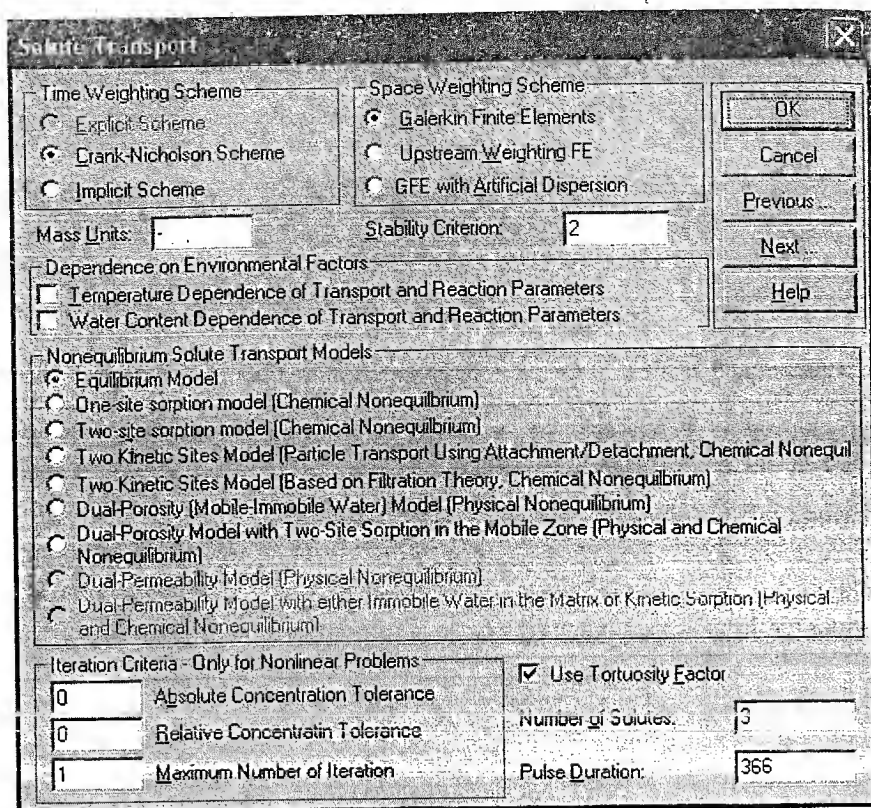 Solute Transport
Time Weighting Scheme
Explicit Scheme
Crank-Nicholson Scheme
Implicit Scheme
Space Weighting Scheme
Galerkin Finite Elements
Upstream Weighting FE
GFE with Artificial Dispersion
OK
Cancel
Previous ...
Next ...
Help
Mass Units: -
Stability Criterion: 2
Dependence on Environmental Factors
Temperature Dependence of Transport and Reaction Parameters
Water Content Dependence of Transport and Reaction Parameters
Nonequilibrium Solute Transport Models
Equilibrium Model
One-site sorption model (Chemical Nonequilbrium)
Two-site sorption model (Chemical Nonequilbrium)
Two Kinetic Sites Model (Particle Transport Using Attachment/Detachment, Chemical Nonequil
Two Kinetic Sites Model (Based on Filtration Theory, Chemical Nonequilbrium)
Dual-Porosity (Mobile-Immobile Water) Model (Physical Nonequilibrium)
Dual-Porosity Model with Two-Site Sorption in the Mobile Zone (Physical and Chemical
Nonequilibrium)
Dual-Permeability Model (Physical Nonequilibrium)
Dual-Permeability Model with either Immobile Water in the Matrix or Kinetic Sorption (Physical
and Chemical Nonequilibrium)
Iteration Criteria - Only for Nonlinear Problems
0 Absolute Concentration Tolerance
0 Relative Concentratin Tolerance
1 Maximum Number of Iteration
Use Tortuosity Factor
Number of Solutes: 3
Pulse Duration: 366